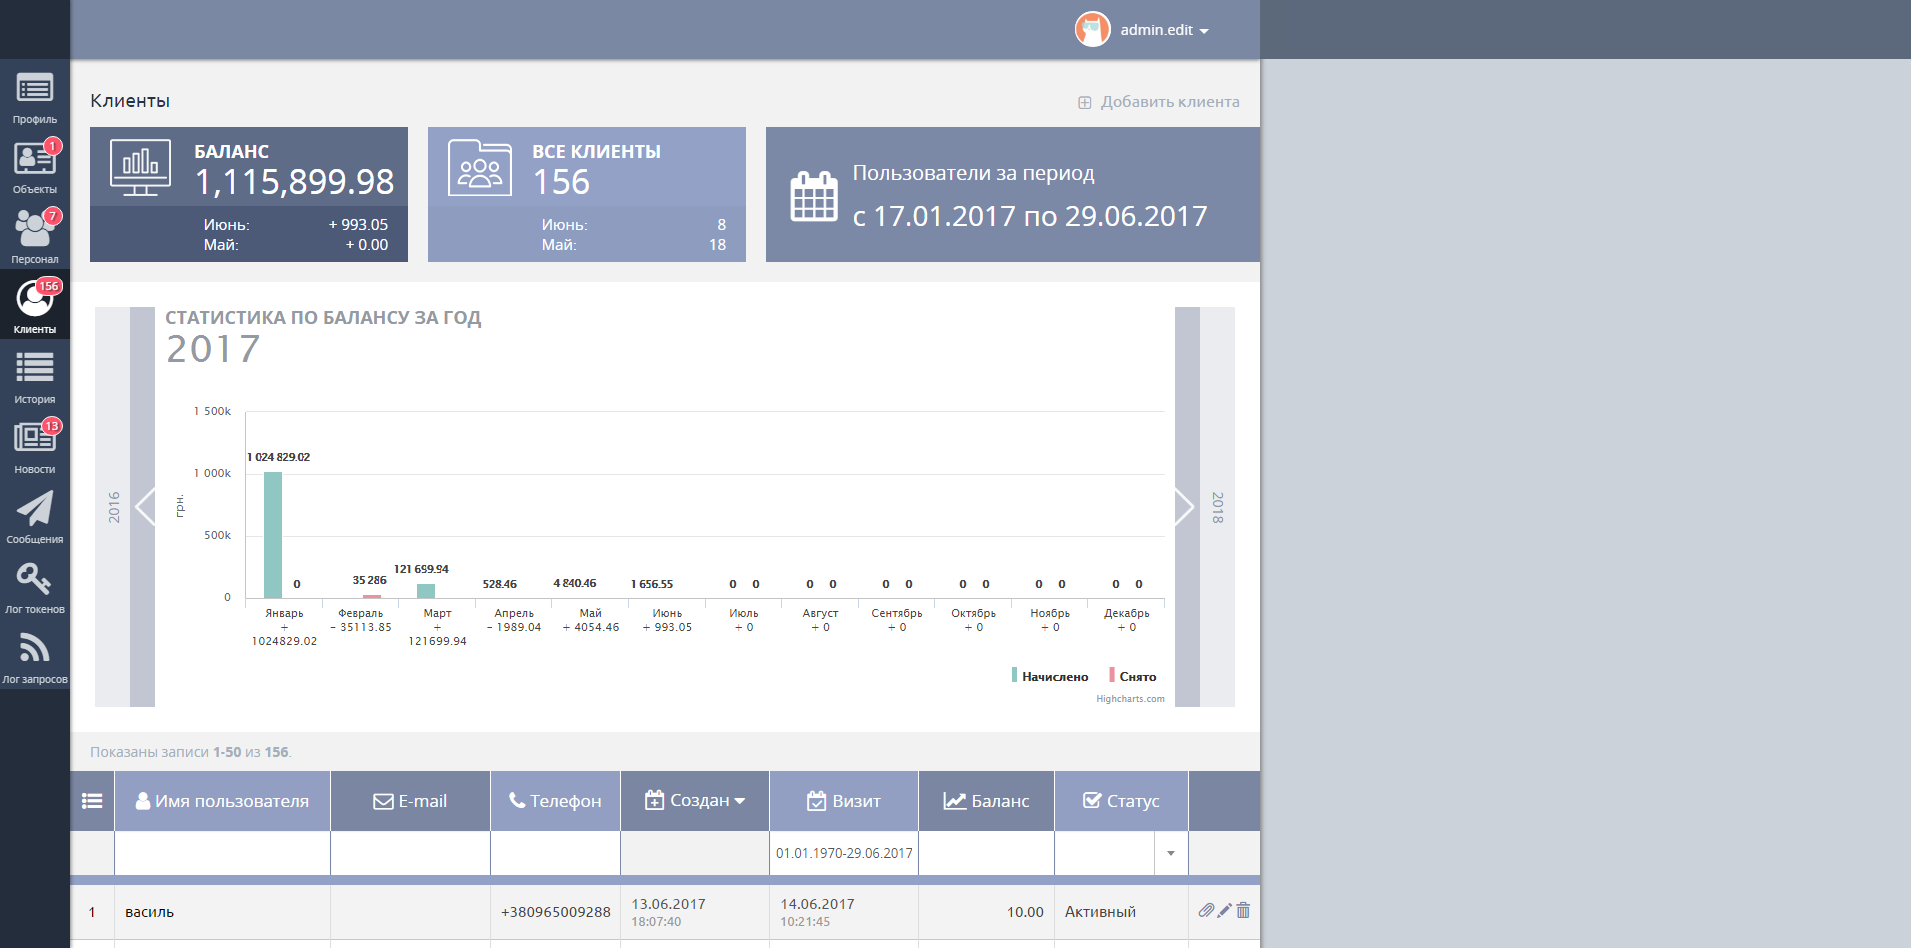 admin.edit
Профиль
1
Объекты
7
Персонал
156
Клиенты
История
13
Новости
Сообщения
Лог токенов
Лог запросов
Клиенты
Добавить клиента
БАЛАНС
1,115,899.98
Июнь: + 993.05
Май: + 0.00
ВСЕ КЛИЕНТЫ
156
Июнь: 8
Май: 18
Пользователи за период
с 17.01.2017 по 29.06.2017
СТАТИСТИКА ПО БАЛАНСУ ЗА ГОД
2017
2016
2018
грн.
1 500k
1 000k
500k
0
1 024 829.02 0 35 286 121 699.94 528.46 4 840.46 1 656.55 0 0 0 0 0 0 0 0 0 0 0 0
Январь Февраль Март Апрель Май Июнь Июль Август Сентябрь Октябрь Ноябрь Декабрь
+ − 35113.85 + − 1989.04 + 4054.46 + 993.05 + 0 + 0 + 0 + 0 + 0 + 0
1024829.02 121699.94
Начислено Снято
Highcharts.com
Показаны записи 1-50 из 156.
Имя пользователя E-mail Телефон Создан Визит Баланс Статус
01.01.1970-29.06.2017
1 василь +380965009288 13.06.2017 14.06.2017 10.00 Активный
18:07:40 10:21:45